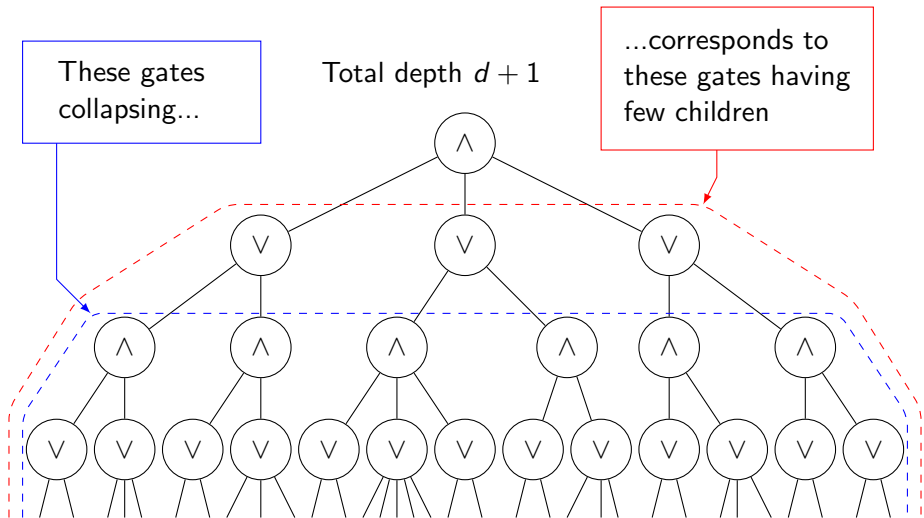 These gates
collapsing...
Total depth d + 1
...corresponds to
these gates having
few children
∧
∨ ∨ ∨
∧ ∧ ∧ ∧ ∧ ∧
∨ ∨ ∨ ∨ ∨ ∨ ∨ ∨ ∨ ∨ ∨ ∨ ∨